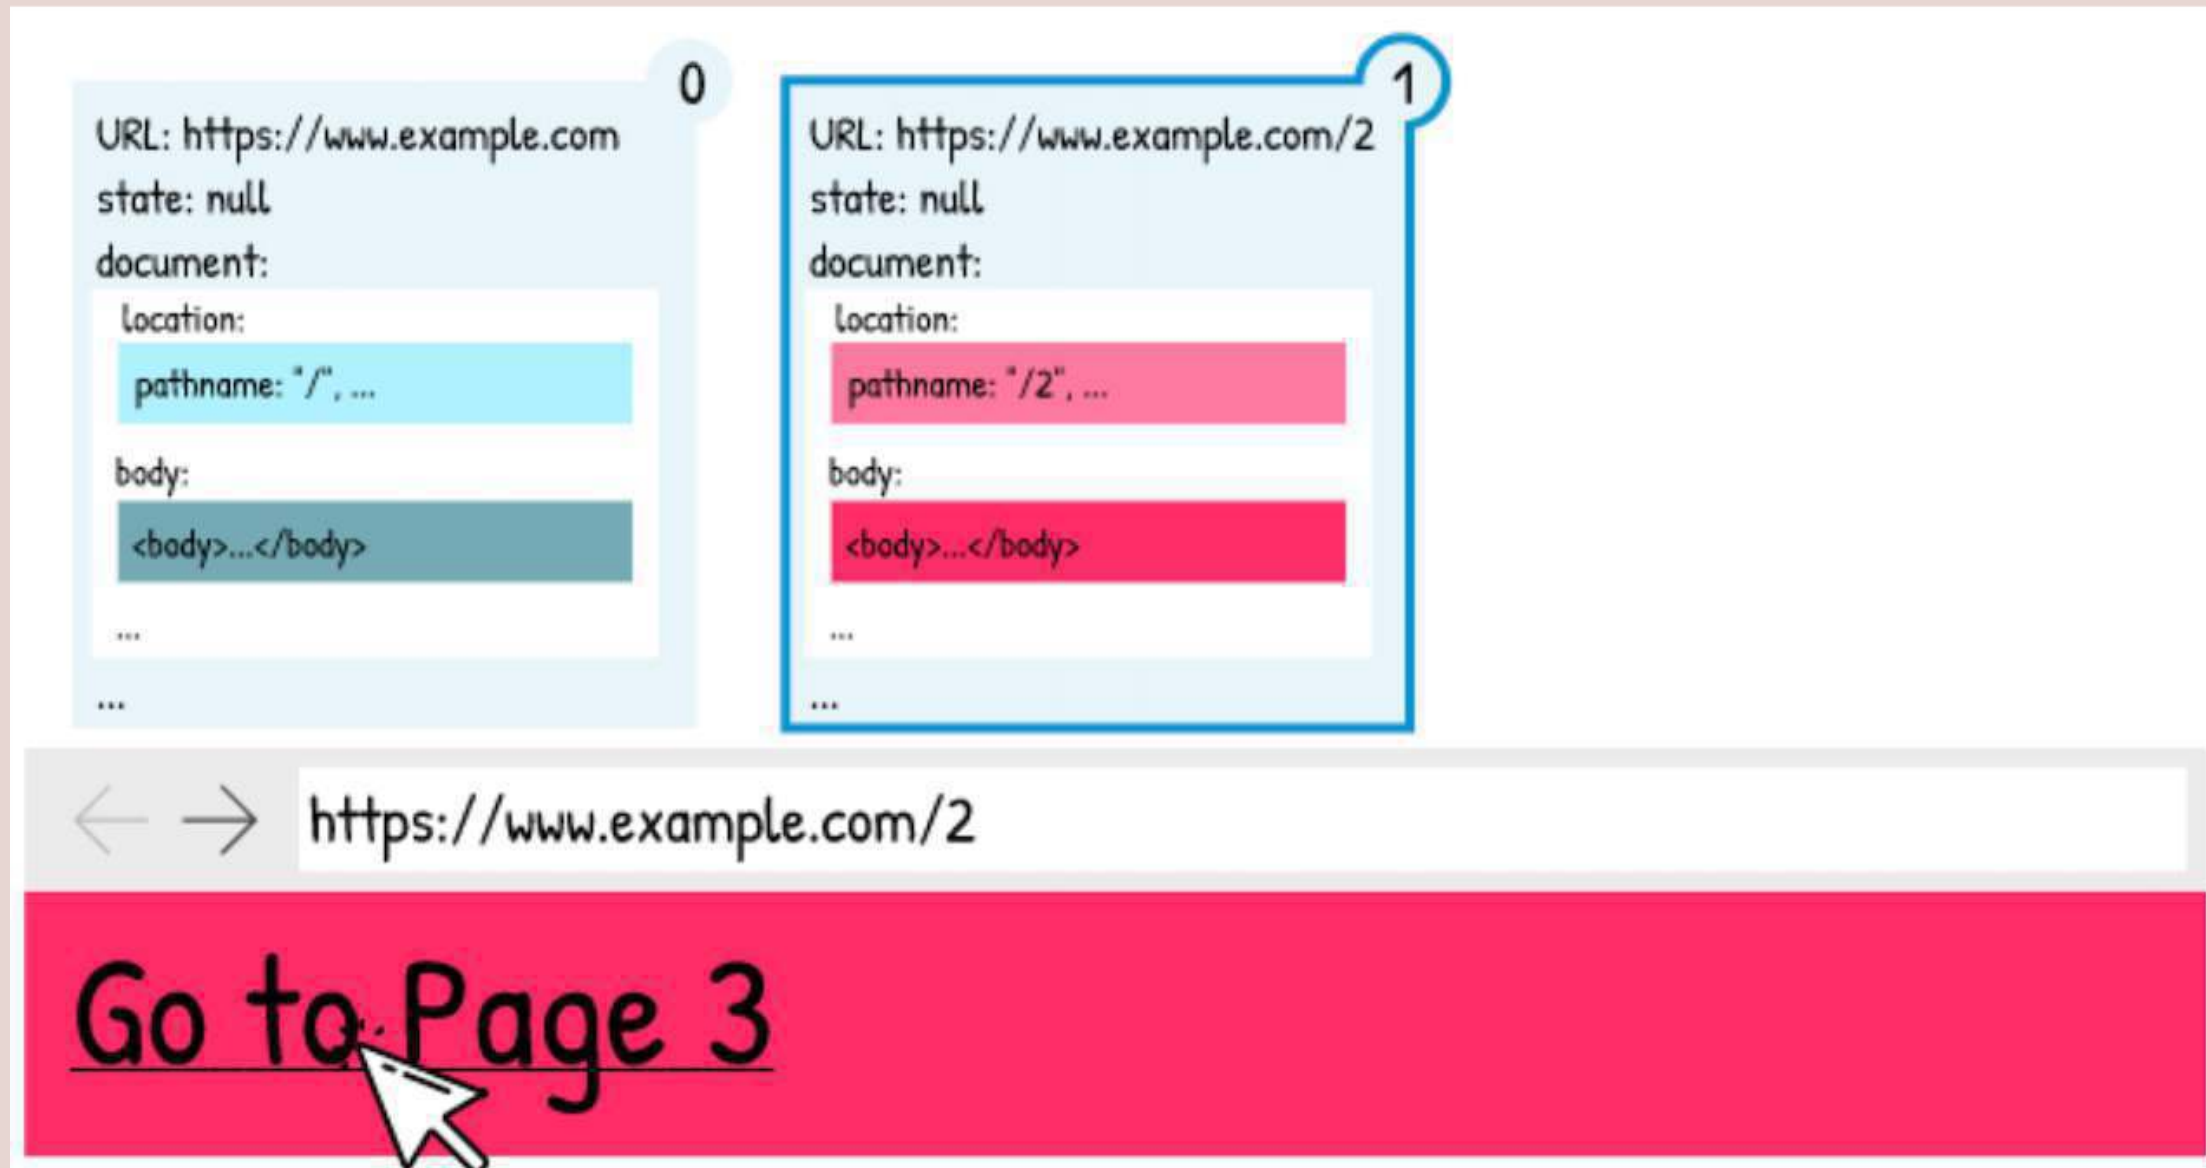 0
URL: https://www.example.com
state: null
document:
location:
pathname: "/", ...
body:
<body>...</body>
...
...
1
URL: https://www.example.com/2
state: null
document:
location:
pathname: "/2", ...
body:
<body>...</body>
...
...
https://www.example.com/2
Go to Page 3